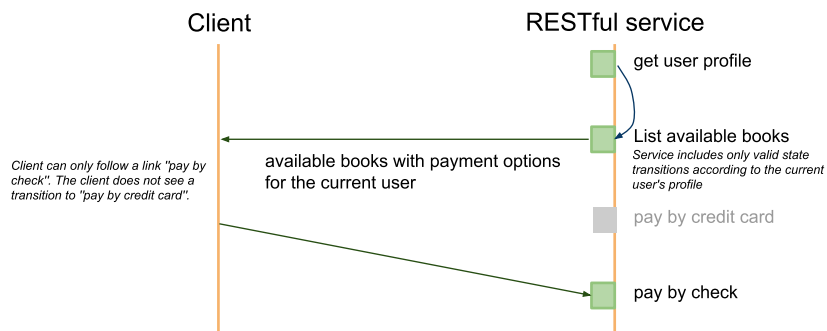 Client
RESTful service
get user profile
List available books
Service includes only valid state
transitions according to the current
user's profile
available books with payment options
for the current user
Client can only follow a link "pay by
check". The client does not see a
transition to "pay by credit card".
pay by credit card
pay by check